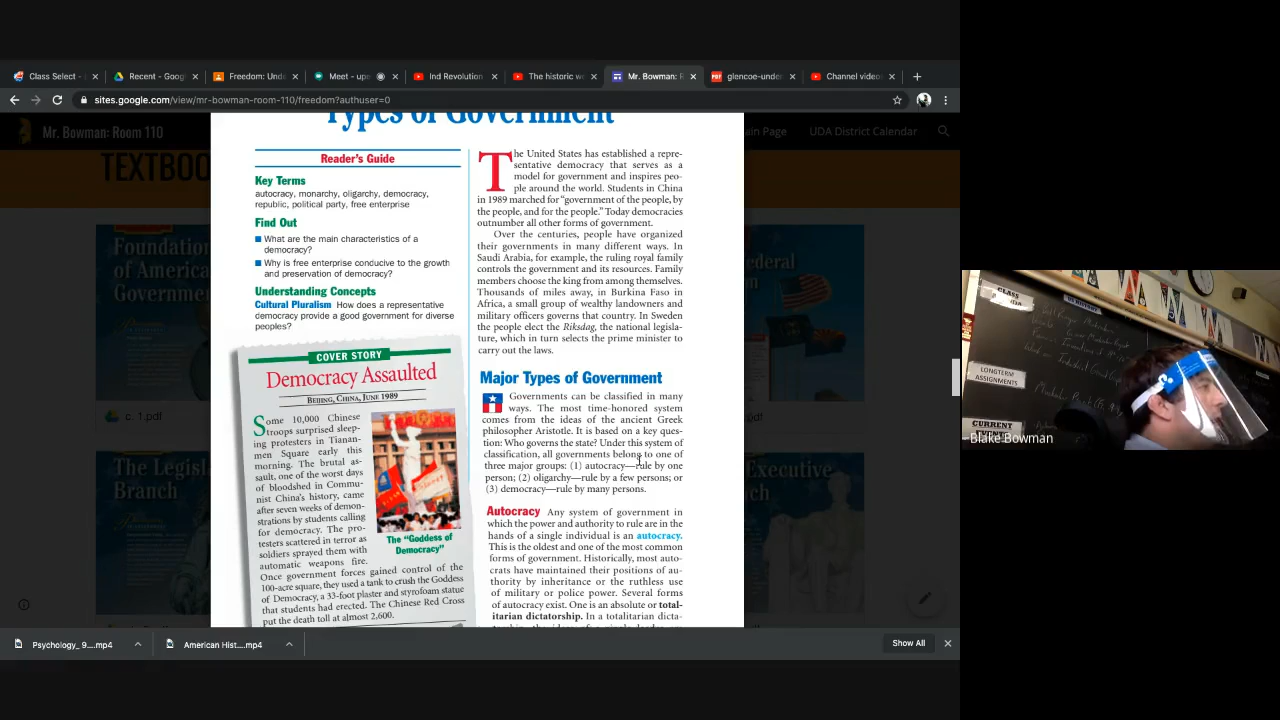 Class Select -
Recent - Goog
Freedom: Und
Meet - up
Ind Revolution
The historic w
Mr. Bowman: R
PDF glencoe-under
Channel video
sites.google.com/view/mr-bowman-room-110/freedom?authuser=0
Mr. Bowman: Room 110
ain Page
UDA District Calendar
TEXTBOO
Types of Government
Reader's Guide
Key Terms
autocracy, monarchy, oligarchy, democracy,
republic, political party, free enterprise
Find Out
What are the main characteristics of a
democracy?
Why is free enterprise conducive to the growth
and preservation of democracy?
Understanding Concepts
Cultural Pluralism How does a representative
democracy provide a good government for diverse
peoples?
COVER STORY
Democracy Assaulted
BEIJING, CHINA, JUNE 1989
Some 10,000 Chinese
troops surprised sleep-
ing protesters in Tianan-
men Square early this
morning. The brutal as-
sault, one of the worst days
of bloodshed in Commu-
nist China's history, came
after seven weeks of demon-
strations by students calling
for democracy. The pro-
testers scattered in terror as
soldiers sprayed them with
automatic weapons fire.
Once government forces gained control of the
100-acre square, they used a tank to crush the Goddess
of Democracy, a 33-foot plaster and styrofoam statue
that students had erected. The Chinese Red Cross
put the death toll at almost 2,600.
The "Goddess of
Democracy"
The United States has established a repre-
sentative democracy that serves as a
model for government and inspires peo-
ple around the world. Students in China
in 1989 marched for "government of the people, by
the people, and for the people." Today democracies
outnumber all other forms of government.
Over the centuries, people have organized
their governments in many different ways. In
Saudi Arabia, for example, the ruling royal family
controls the government and its resources. Family
members choose the king from among themselves.
Thousands of miles away, in Burkina Faso in
Africa, a small group of wealthy landowners and
military officers governs that country. In Sweden
the people elect the Riksdag, the national legisla-
ture, which in turn selects the prime minister to
carry out the laws.
Major Types of Government
Governments can be classified in many
ways. The most time-honored system
comes from the ideas of the ancient Greek
philosopher Aristotle. It is based on a key ques-
tion: Who governs the state? Under this system of
classification, all governments belong to one of
three major groups: (1) autocracy—rule by one
person; (2) oligarchy—rule by a few persons; or
(3) democracy—rule by many persons.
Autocracy Any system of government in
which the power and authority to rule are in the
hands of a single individual is an autocracy.
This is the oldest and one of the most common
forms of government. Historically, most auto-
crats have maintained their positions of au-
thority by inheritance or the ruthless use
of military or police power. Several forms
of autocracy exist. One is an absolute or total-
itarian dictatorship. In a totalitarian dicta-
Foundation
of America
Governmen
ederal
c. 1.pdf
The Legisl
Branch
Executive
CLASS
LONGTERM
ASSIGNMENTS
CURRENT
Blake Bowman
Psychology_ 9....mp4
American Hist....mp4
Show All